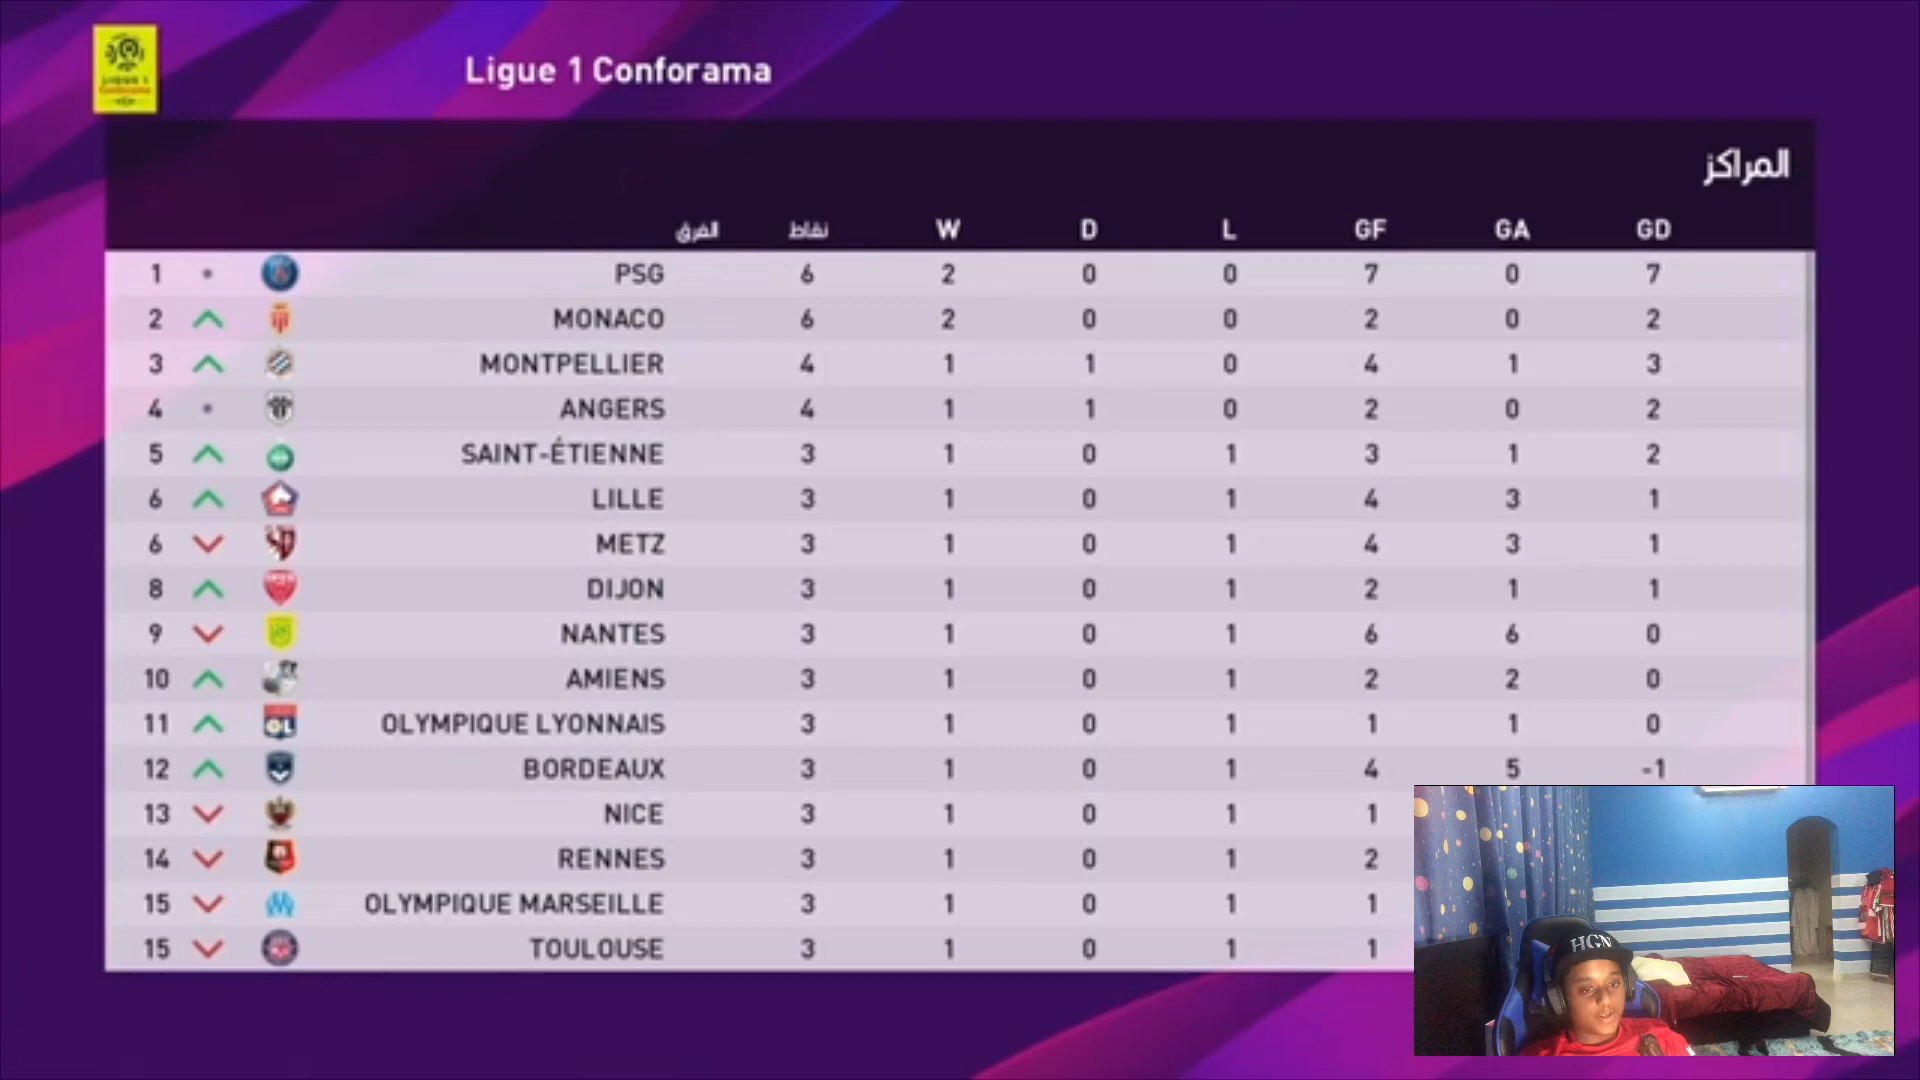 Ligue 1 Conforama
المراكز
الفرق نقاط W D L GF GA GD
1 PSG 6 2 0 0 7 0 7
2 MONACO 6 2 0 0 2 0 2
3 MONTPELLIER 4 1 1 0 4 1 3
4 ANGERS 4 1 1 0 2 0 2
5 SAINT-ÉTIENNE 3 1 0 1 3 1 2
6 LILLE 3 1 0 1 4 3 1
6 METZ 3 1 0 1 4 3 1
8 DIJON 3 1 0 1 2 1 1
9 NANTES 3 1 0 1 6 6 0
10 AMIENS 3 1 0 1 2 2 0
11 OLYMPIQUE LYONNAIS 3 1 0 1 1 1 0
12 BORDEAUX 3 1 0 1 4 5 -1
13 NICE 3 1 0 1 1
14 RENNES 3 1 0 1 2
15 OLYMPIQUE MARSEILLE 3 1 0 1 1
15 TOULOUSE 3 1 0 1 1
HGN